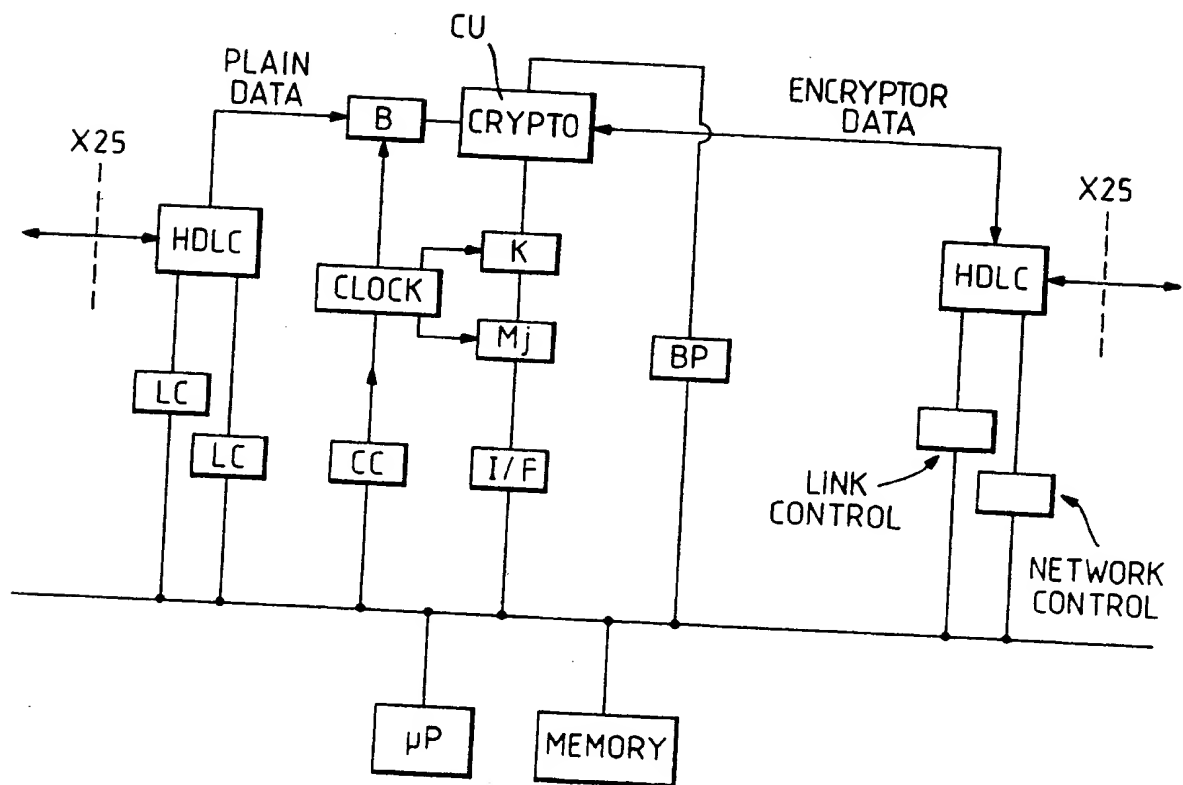 CU
PLAIN
DATA
B
CRYPTO
ENCRYPTOR
DATA
X25
X25
HDLC
K
HDLC
CLOCK
Mj
BP
LC
LC
CC
I/F
LINK
CONTROL
NETWORK
CONTROL
µP
MEMORY